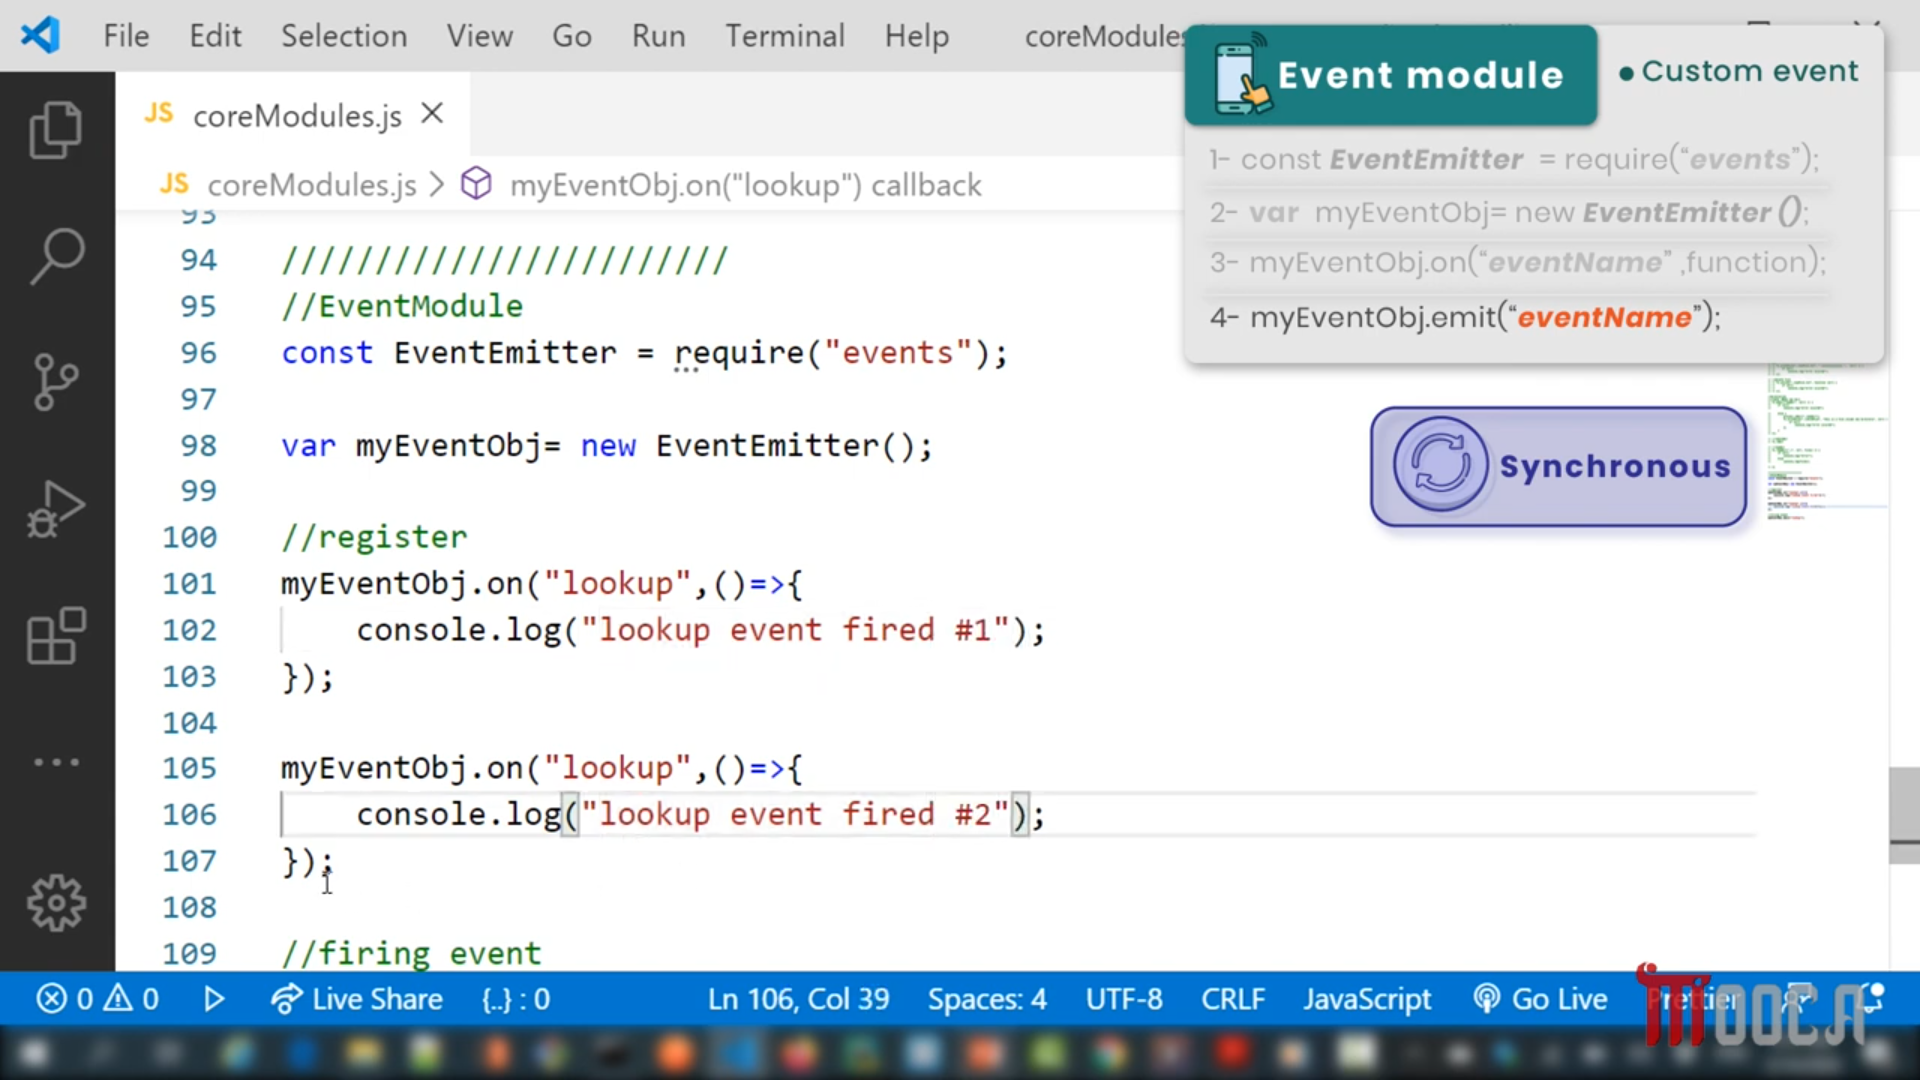 File Edit Selection View Go Run Terminal Help coreModules
Event module
• Custom event
1- const EventEmitter = require(“events”);
2- var myEventObj= new EventEmitter ();
3- myEventObj.on(“eventName” ,function);
4- myEventObj.emit(“eventName”);
Synchronous
JS coreModules.js
JS coreModules.js > myEventObj.on("lookup") callback
93
94 ////////////////////////
95 //EventModule
96 const EventEmitter = require("events");
97
98 var myEventObj= new EventEmitter();
99
100 //register
101 myEventObj.on("lookup",()=>{
102 console.log("lookup event fired #1");
103 });
104
105 myEventObj.on("lookup",()=>{
106 console.log("lookup event fired #2");
107 });
108
109 //firing event
0 0 Live Share {..} : 0 Ln 106, Col 39 Spaces: 4 UTF-8 CRLF JavaScript Go Live Prettier
MOOCA